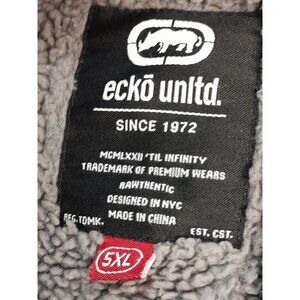 eckō unltd.
SINCE 1972
MCMLXXII 'TIL INFINITY
TRADEMARK OF PREMIUM WEARS
RAWTHENTIC
DESIGNED IN NYC
MADE IN CHINA
REG.TDMK. EST. CST.
5XL